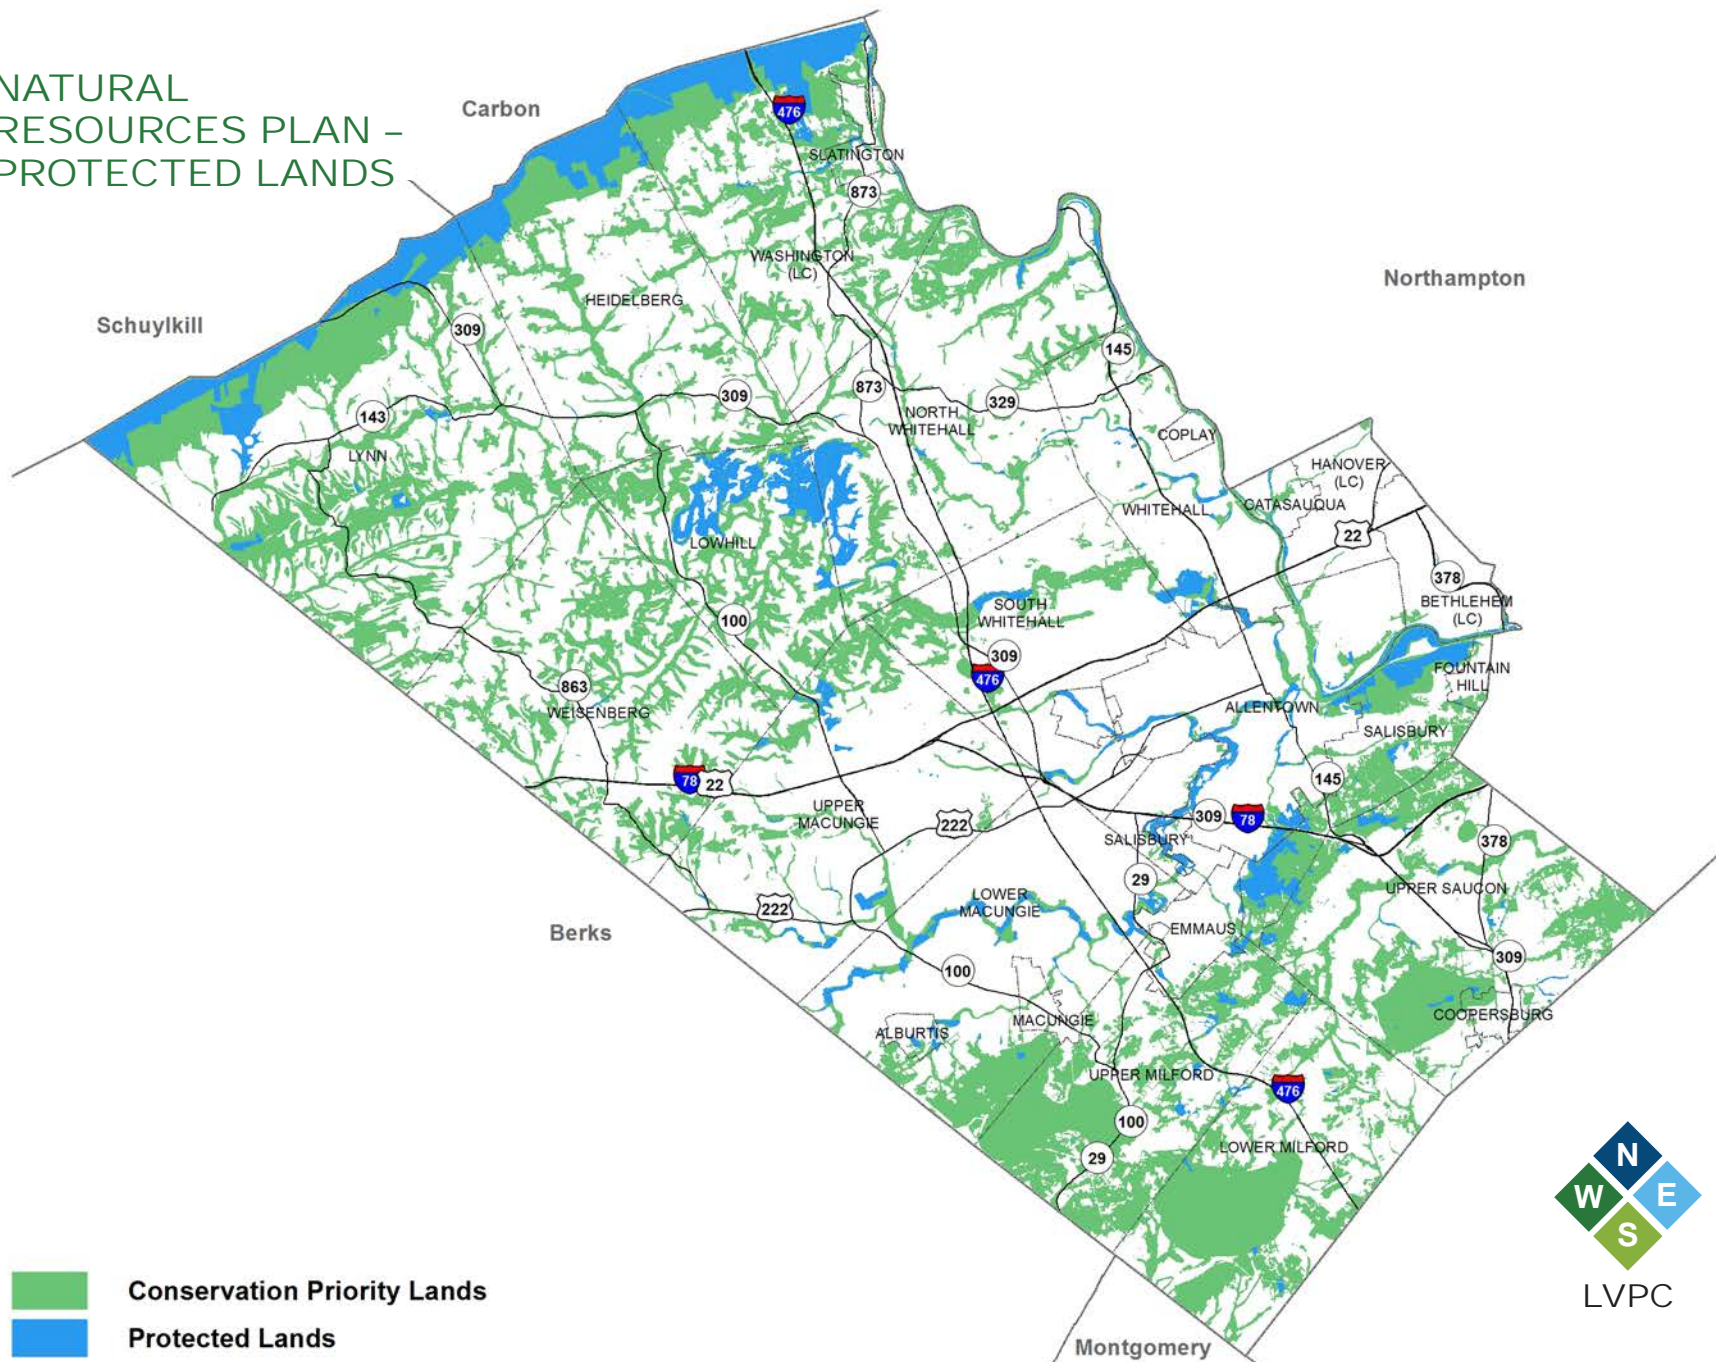 NATURAL
RESOURCES PLAN –
PROTECTED LANDS
Carbon
476
SLATINGTON
873
WASHINGTON
(LC)
Northampton
HEIDELBERG
Schuylkill
309
145
309
873
329
143
NORTH
WHITEHALL
COPLAY
LYNN
HANOVER
(LC)
CATASAUQUA
WHITEHALL
22
LOWHILL
378
BETHLEHEM
(LC)
SOUTH
WHITEHALL
100
309
476
FOUNTAIN
HILL
863
WEISENBERG
ALLENTOWN
SALISBURY
78
22
145
UPPER
MACUNGIE
222
309
78
SALISBURY
378
29
UPPER SAUCON
LOWER
MACUNGIE
222
EMMAUS
Berks
309
100
COOPERSBURG
MACUNGIE
ALBURTIS
UPPER MILFORD
476
100
LOWER MILFORD
29
N
W
E
S
LVPC
Conservation Priority Lands
Protected Lands
Montgomery